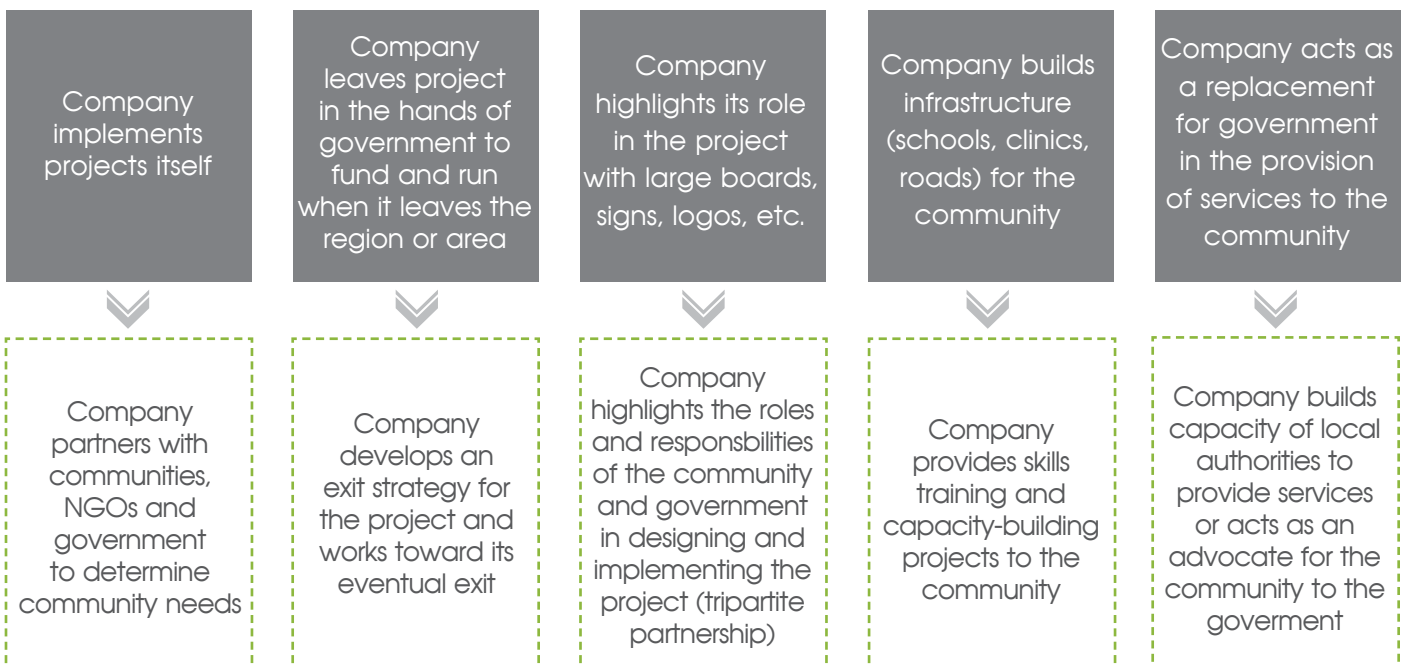 Company
implements
projects itself
Company
leaves project
in the hands of
government to
fund and run
when it leaves the
region or area
Company
highlights its role
in the project
with large boards,
signs, logos, etc.
Company builds
infrastructure
(schools, clinics,
roads) for the
community
Company acts as
a replacement
for government
in the provision
of services to the
community
Company
partners with
communities,
NGOs and
government
to determine
community needs
Company
develops an
exit strategy for
the project and
works toward its
eventual exit
Company
highlights the roles
and responsbilities
of the community
and government
in designing and
implementing the
project (tripartite
partnership)
Company
provides skills
training and
capacity-building
projects to the
community
Company builds
capacity of local
authorities to
provide services
or acts as an
advocate for the
community to the
goverment